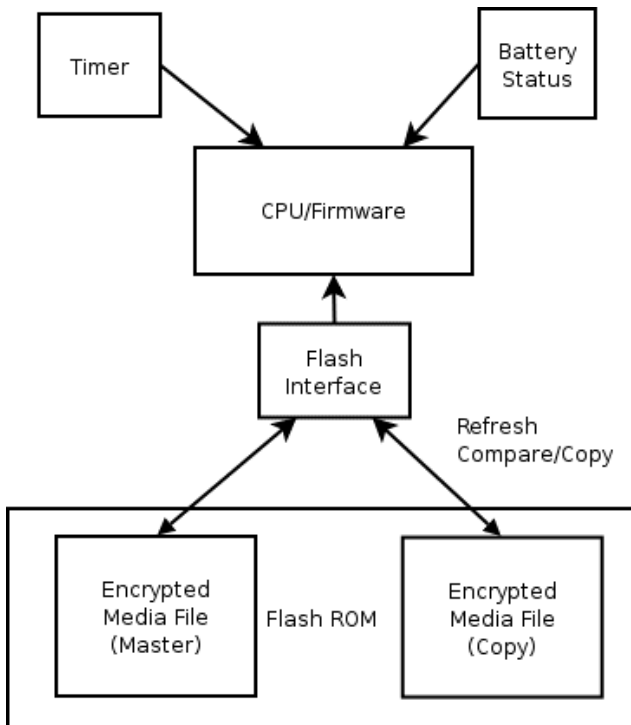 Timer
Battery
Status
CPU/Firmware
Flash
Interface
Refresh
Compare/Copy
Encrypted
Media File
(Master)
Flash ROM
Encrypted
Media File
(Copy)